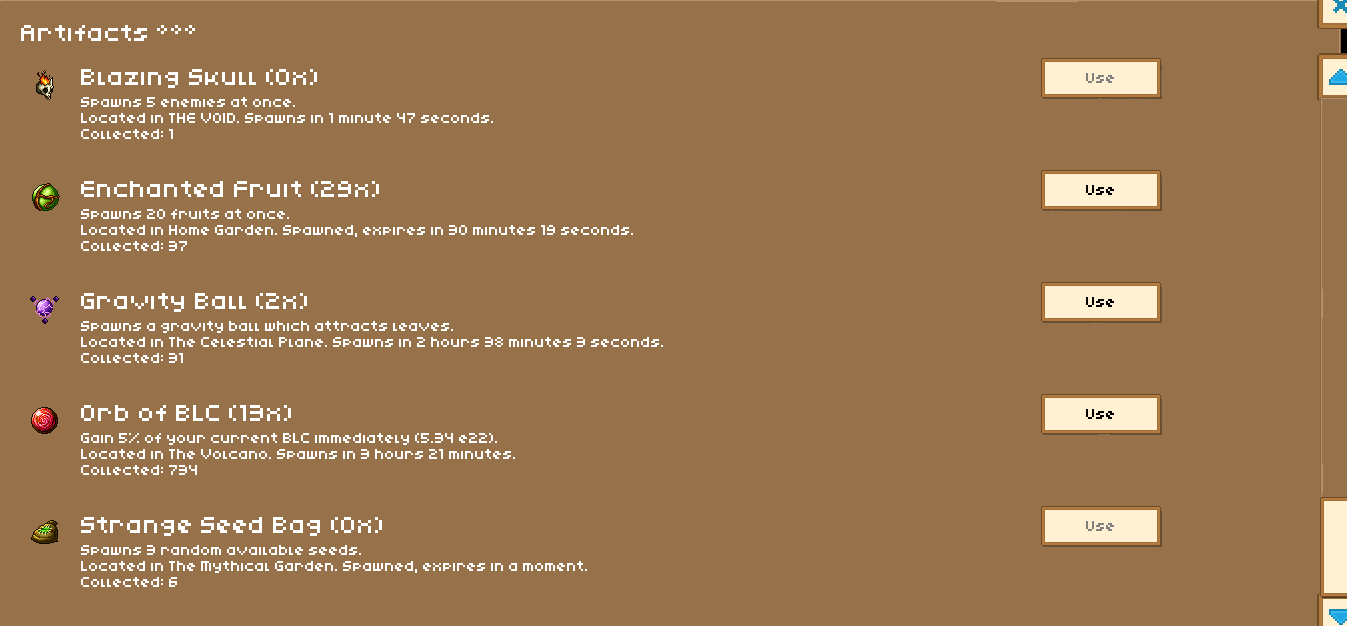 Artifacts ***
Blazing Skull (0x)
Use
Spawns 5 enemies at once.
Located in THE VOID. Spawns in 1 minute 47 seconds.
Collected: 1
Enchanted Fruit (29x)
Use
Spawns 20 fruits at once.
Located in Home Garden. Spawned, expires in 30 minutes 19 seconds.
Collected: 37
Gravity Ball (2x)
Use
Spawns a gravity ball which attracts leaves.
Located in The Celestial Plane. Spawns in 2 hours 38 minutes 3 seconds.
Collected: 31
Orb of BLC (13x)
Use
Gain 5% of your current BLC immediately (5.34 e22).
Located in The Volcano. Spawns in 3 hours 21 minutes.
Collected: 734
Strange Seed Bag (0x)
Use
Spawns 3 random available seeds.
Located in The Mythical Garden. Spawned, expires in a moment.
Collected: 6